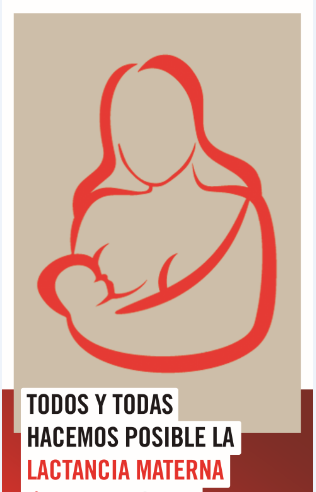 TODOS Y TODAS
HACEMOS POSIBLE LA
LACTANCIA MATERNA